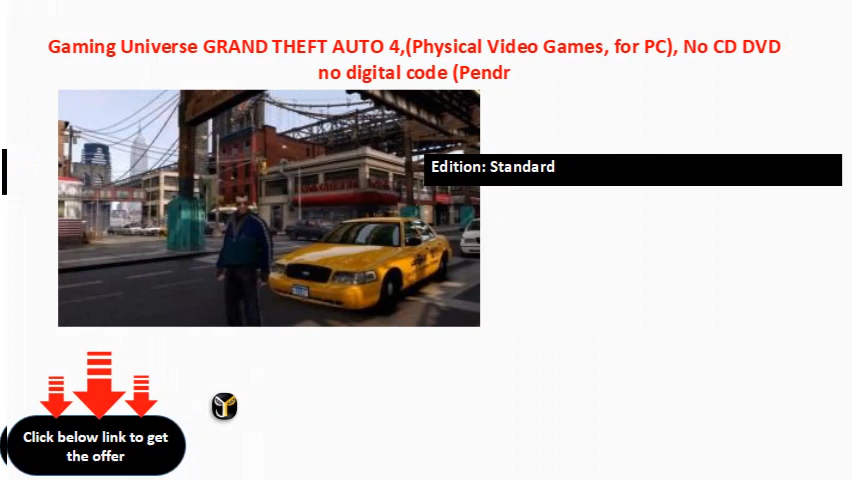 Gaming Universe GRAND THEFT AUTO 4,(Physical Video Games, for PC), No CD DVD
no digital code (Pendr
Edition: Standard
Click below link to get
the offer